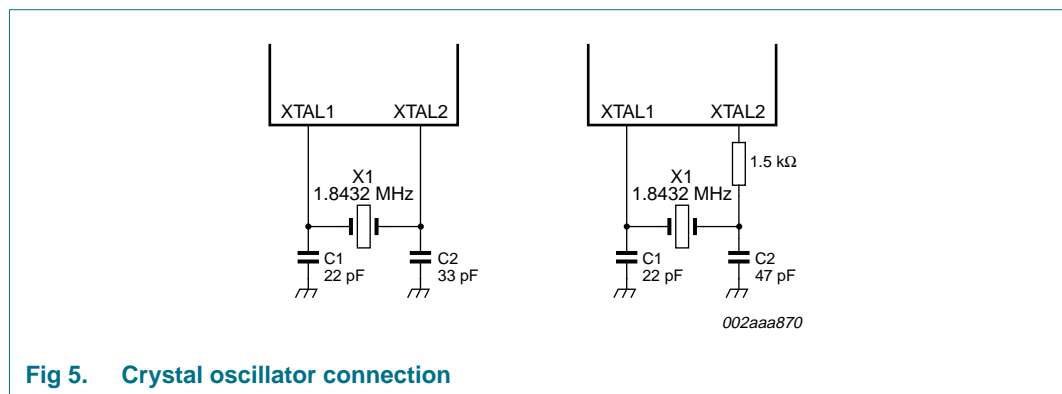 XTAL1 XTAL2
X1
1.8432 MHz
C1
22 pF
C2
33 pF
XTAL1 XTAL2
1.5 kΩ
X1
1.8432 MHz
C1
22 pF
C2
47 pF
002aaa870
Fig 5. Crystal oscillator connection